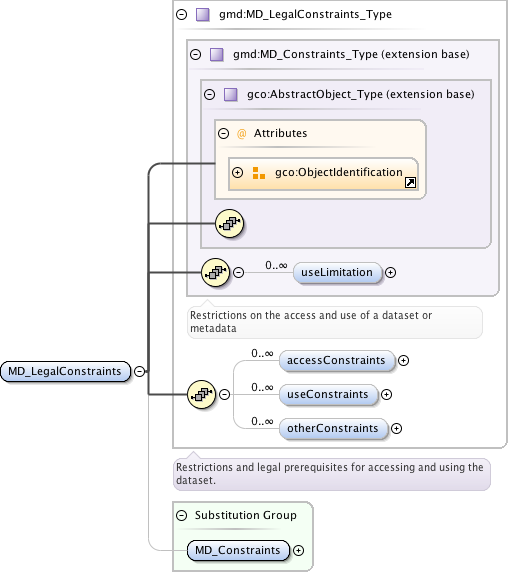 gmd:MD_LegalConstraints_Type
gmd:MD_Constraints_Type (extension base)
gco:AbstractObject_Type (extension base)
@ Attributes
gco:ObjectIdentification
0..∞
useLimitation
Restrictions on the access and use of a dataset or
metadata
MD_LegalConstraints
0..∞
accessConstraints
0..∞
useConstraints
0..∞
otherConstraints
Restrictions and legal prerequisites for accessing and using the
dataset.
Substitution Group
MD_Constraints